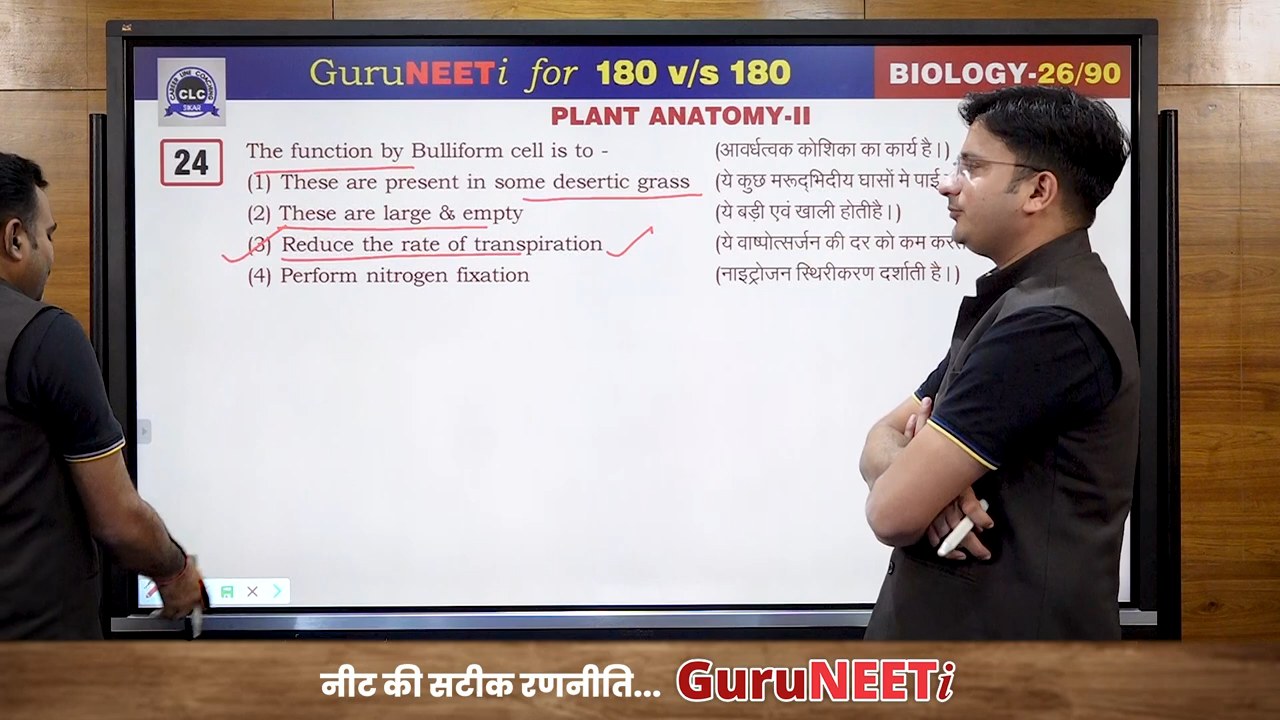 GuruNEETi for 180 v/s 180
BIOLOGY-26/90
CAREER LINE COACHING
CLC
SIKAR
PLANT ANATOMY-II
24
The function by Bulliform cell is to -
(आवर्धत्वक कोशिका का कार्य है।)
(1) These are present in some desertic grass
(ये कुछ मरूद्भिदीय घासों मे पाई
(2) These are large & empty
(ये बड़ी एवं खाली होतीहै।)
(3) Reduce the rate of transpiration
(ये वाष्पोत्सर्जन की दर को कम
(4) Perform nitrogen fixation
(नाइट्रोजन स्थिरीकरण दर्शाती है।)
नीट की सटीक रणनीति... GuruNEETi